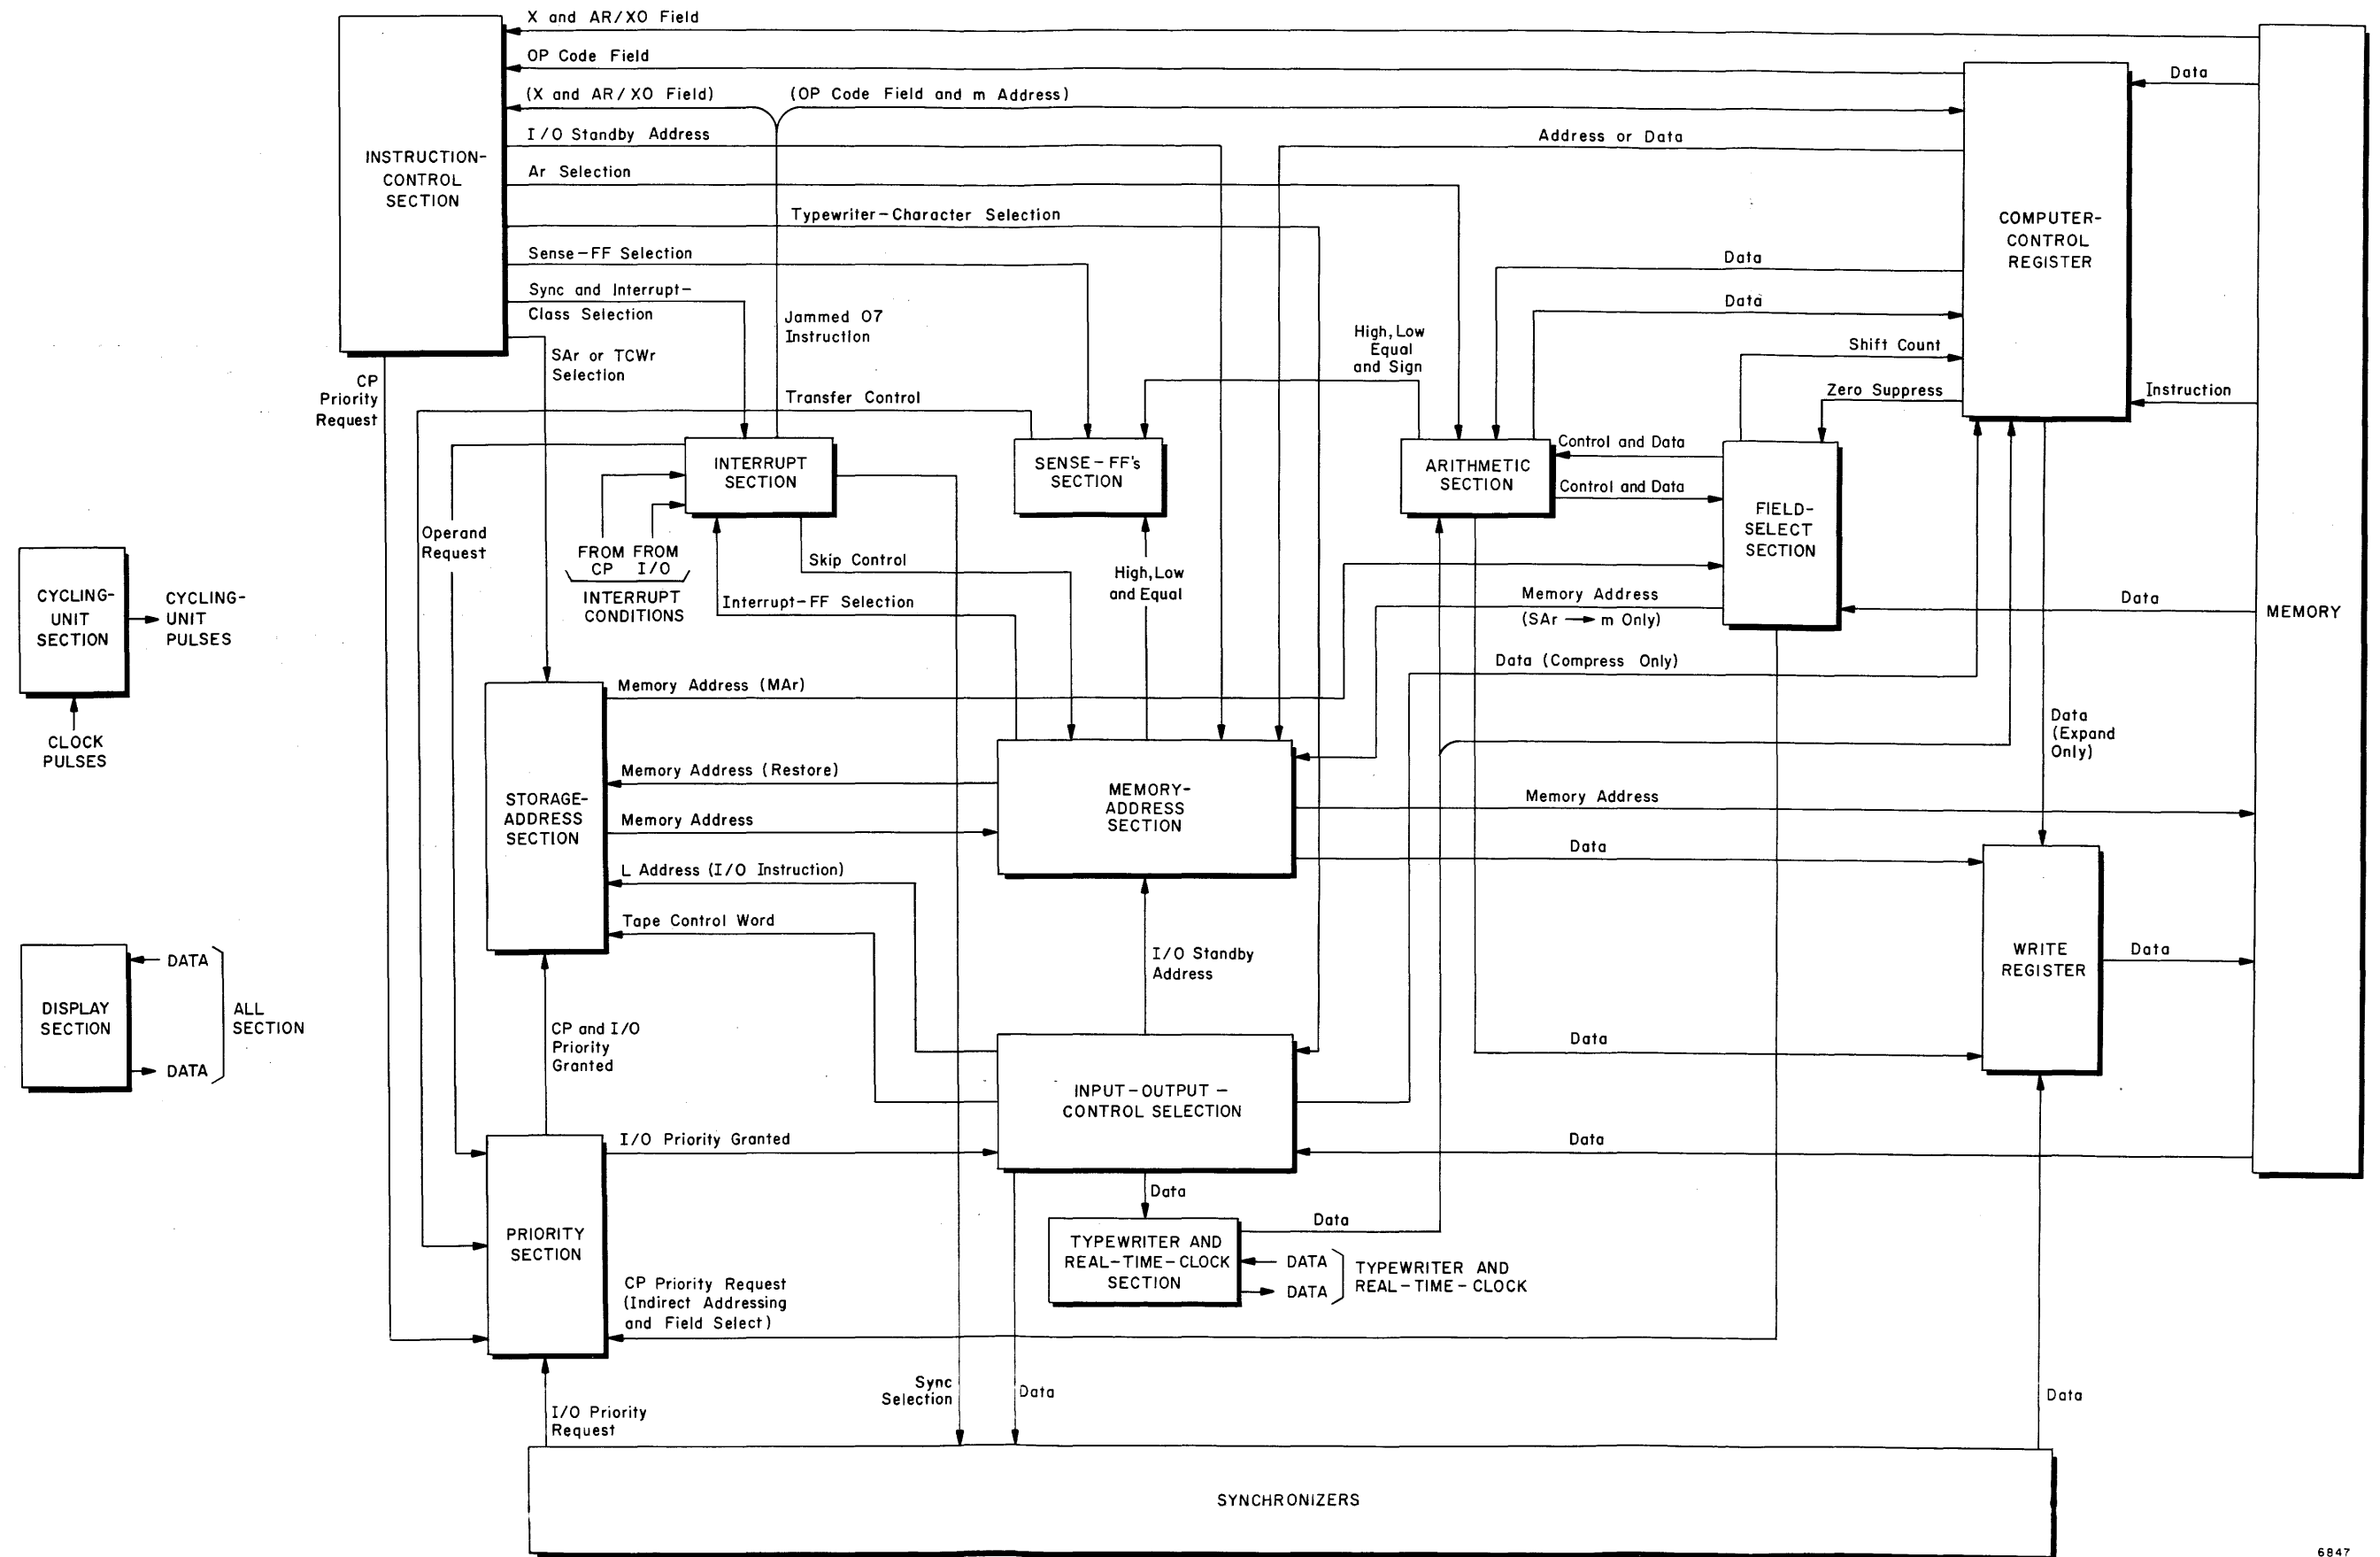 X and AR/XO Field
OP Code Field
(X and AR/XO Field)
(OP Code Field and m Address)
I/O Standby Address
Ar Selection
Typewriter-Character Selection
Sense-FF Selection
Sync and Interrupt-
Class Selection
SAr or TCWr
Selection
INSTRUCTION-
CONTROL
SECTION
CP
Priority
Request
Jammed 07
Instruction
Transfer Control
Address or Data
Data
Data
Data
Shift Count
Zero Suppress
Instruction
COMPUTER-
CONTROL
REGISTER
High, Low
Equal
and Sign
INTERRUPT
SECTION
SENSE-FF's
SECTION
ARITHMETIC
SECTION
Control and Data
Control and Data
FIELD-
SELECT
SECTION
MEMORY
Operand
Request
FROM FROM
CP I/O
INTERRUPT
CONDITIONS
Skip Control
Interrupt-FF Selection
High, Low
and Equal
Memory Address
(SAr → m Only)
Data
CYCLING-
UNIT
SECTION
CYCLING-
UNIT
PULSES
CLOCK
PULSES
Data (Compress Only)
Memory Address (MAr)
Data
(Expand
Only)
STORAGE-
ADDRESS
SECTION
Memory Address (Restore)
Memory Address
L Address (I/O Instruction)
Tape Control Word
MEMORY-
ADDRESS
SECTION
Memory Address
Data
I/O Standby
Address
WRITE
REGISTER
Data
DISPLAY
SECTION
DATA
DATA
ALL
SECTION
CP and I/O
Priority
Granted
INPUT-OUTPUT-
CONTROL SELECTION
Data
I/O Priority Granted
Data
Data
PRIORITY
SECTION
TYPEWRITER AND
REAL-TIME-CLOCK
SECTION
Data
DATA
DATA
TYPEWRITER AND
REAL-TIME-CLOCK
CP Priority Request
(Indirect Addressing
and Field Select)
I/O Priority
Request
Sync
Selection
Data
Data
SYNCHRONIZERS
6847